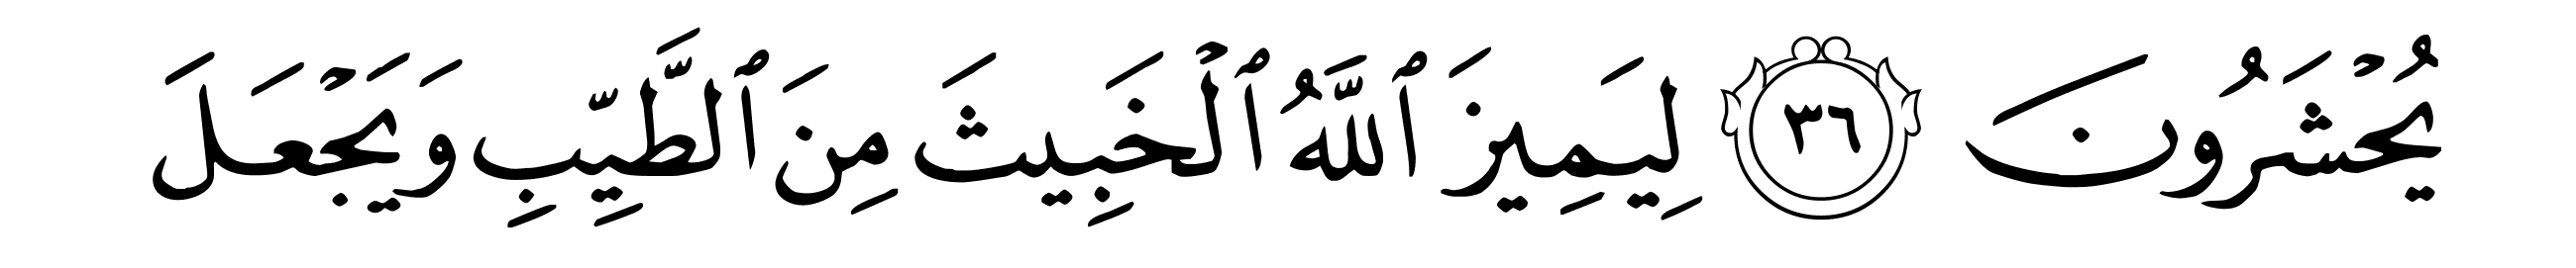 يُحْشَرُونَ ٣٦ لِيَمِيزَ ٱللَّهُ ٱلْخَبِيثَ مِنَ ٱلطَّيِّبِ وَيَجْعَلَ